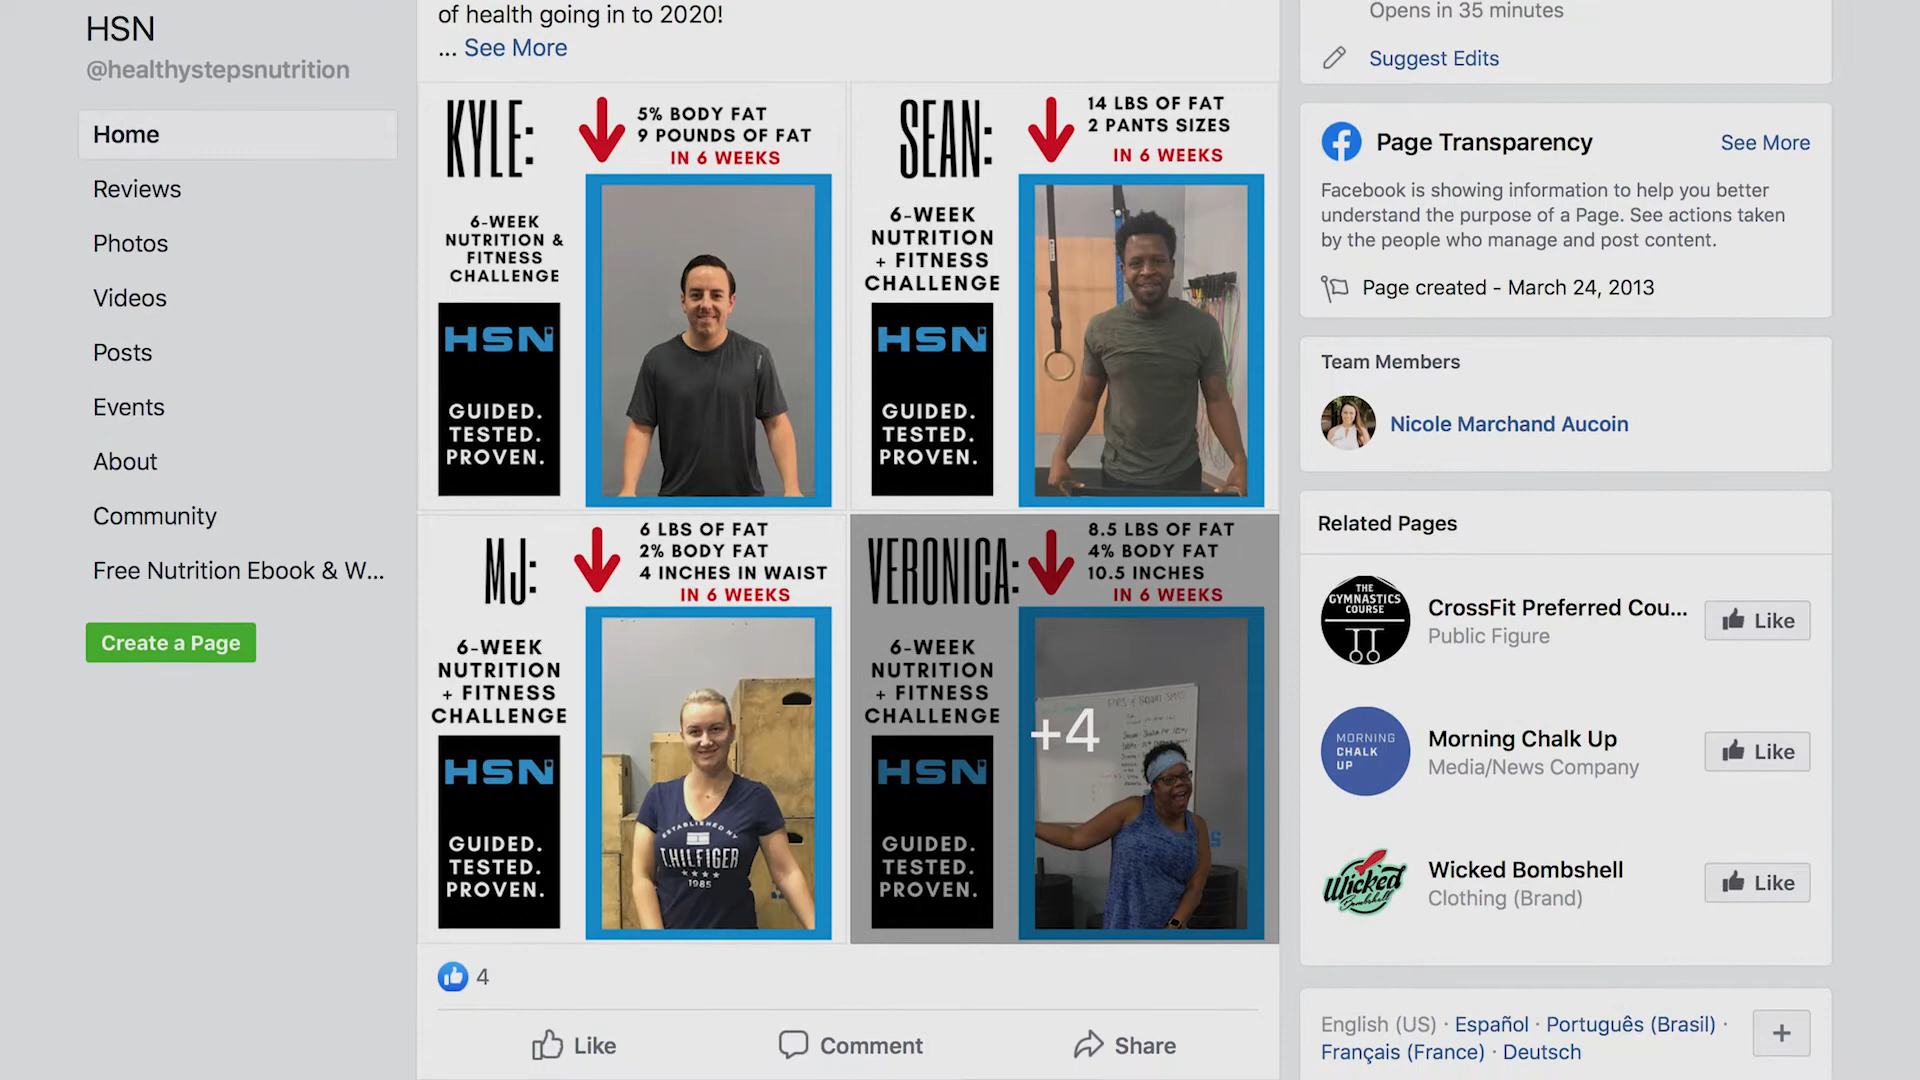 HSN
@healthystepsnutrition
Home
Reviews
Photos
Videos
Posts
Events
About
Community
Free Nutrition Ebook & W...
Create a Page
of health going in to 2020!
... See More
KYLE:
5% BODY FAT
9 POUNDS OF FAT
IN 6 WEEKS
6-WEEK
NUTRITION &
FITNESS
CHALLENGE
HSN
GUIDED.
TESTED.
PROVEN.
SEAN:
14 LBS OF FAT
2 PANTS SIZES
IN 6 WEEKS
6-WEEK
NUTRITION
+ FITNESS
CHALLENGE
HSN
GUIDED.
TESTED.
PROVEN.
MJ:
6 LBS OF FAT
2% BODY FAT
4 INCHES IN WAIST
IN 6 WEEKS
6-WEEK
NUTRITION
+ FITNESS
CHALLENGE
HSN
GUIDED.
TESTED.
PROVEN.
ESTABLISHED NY
T.HILFIGER
1985
VERONICA:
8.5 LBS OF FAT
4% BODY FAT
10.5 INCHES
IN 6 WEEKS
6-WEEK
NUTRITION
+ FITNESS
CHALLENGE
HSN
GUIDED.
TESTED.
PROVEN.
+4
4
Like
Comment
Share
Opens in 35 minutes
Suggest Edits
Page Transparency
See More
Facebook is showing information to help you better
understand the purpose of a Page. See actions taken
by the people who manage and post content.
Page created - March 24, 2013
Team Members
Nicole Marchand Aucoin
Related Pages
THE
GYMNASTICS
COURSE
CrossFit Preferred Cou...
Public Figure
Like
MORNING
CHALK
UP
Morning Chalk Up
Media/News Company
Like
Wicked
Bombshell
Wicked Bombshell
Clothing (Brand)
Like
English (US) · Español · Português (Brasil) ·
Français (France) · Deutsch
+